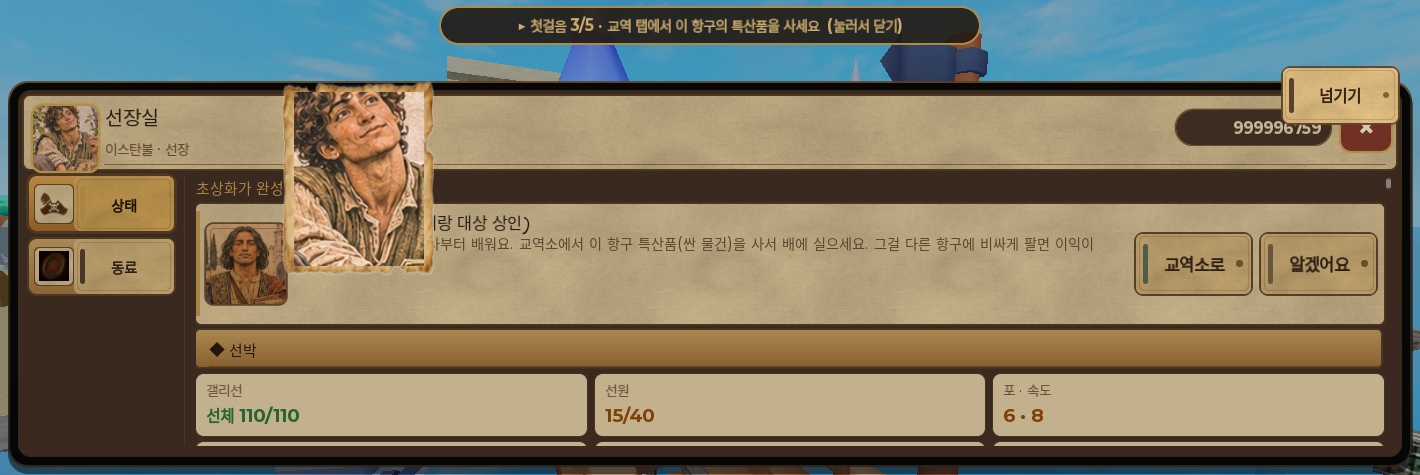 ▸ 첫걸음 3/5 · 교역 탭에서 이 항구의 특산품을 사세요 (눌러서 닫기)
넘기기
선장실
이스탄불 · 선장
999996759
✖
상태
동료
초상화가 완성
대상 상인)
부터 배워요. 교역소에서 이 항구 특산품(싼 물건)을 사서 배에 실으세요. 그걸 다른 항구에 비싸게 팔면 이익이
교역소로
알겠어요
◆ 선박
갤리선
선체 110/110
선원
15/40
포 · 속도
6 · 8